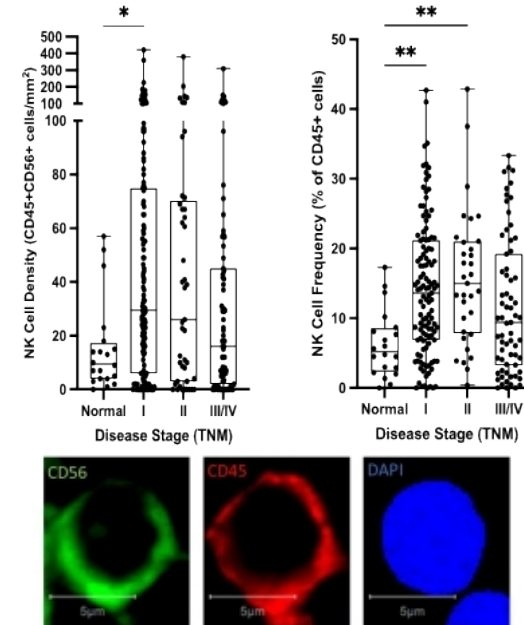 *
500
400
300
200
100
100
80
60
40
20
0
NK Cell Density (CD45+CD56+ cells/mm²)
Normal I II III/IV
Disease Stage (TNM)
**
**
50
40
30
20
10
0
NK Cell Frequency (% of CD45+ cells)
Normal I II III/IV
Disease Stage (TNM)
CD56 CD45 DAPI
5μm 5μm 5μm